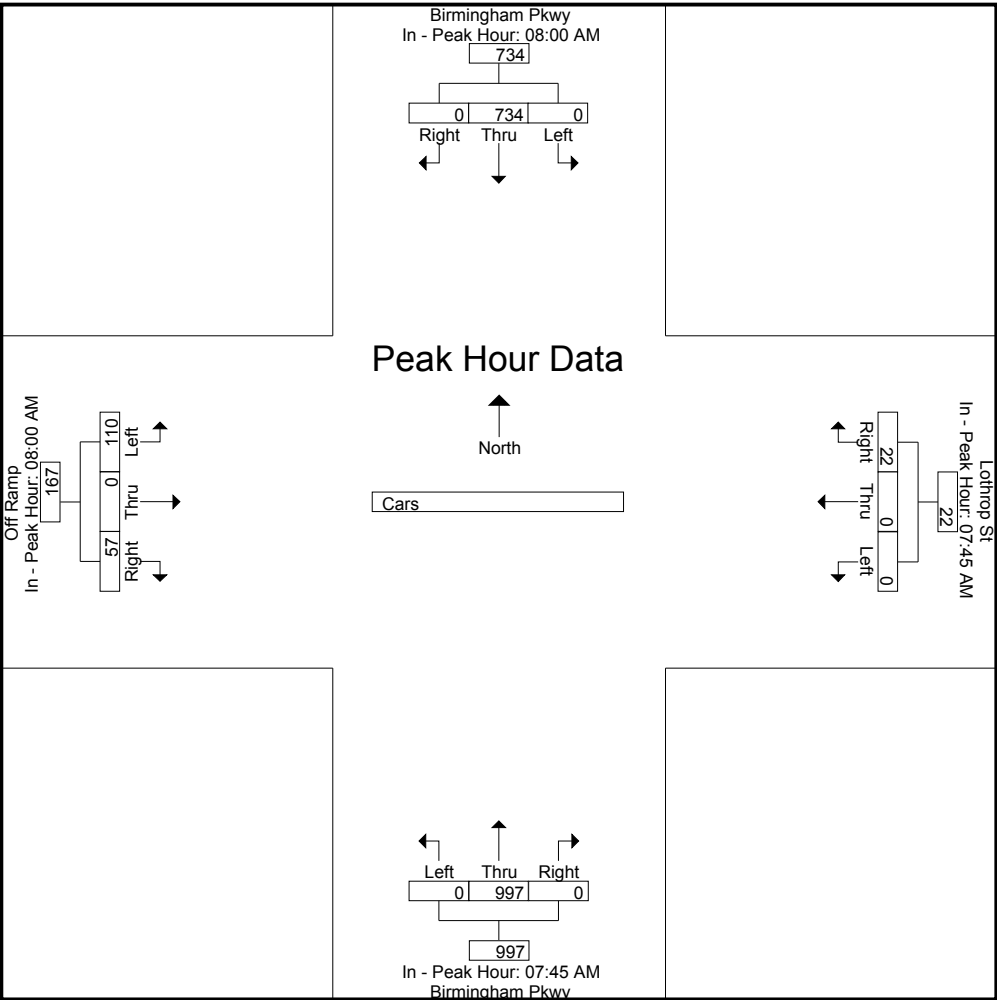 Birmingham Pkwy
In - Peak Hour: 08:00 AM
734
0 734 0
Right Thru Left
Peak Hour Data
North
Cars
Off Ramp
In - Peak Hour: 08:00 AM
167
110 0 57
Left Thru Right
Lothrop St
In - Peak Hour: 07:45 AM
22
22 0 0
Right Thru Left
Left Thru Right
0 997 0
997
In - Peak Hour: 07:45 AM
Birmingham Pkwy